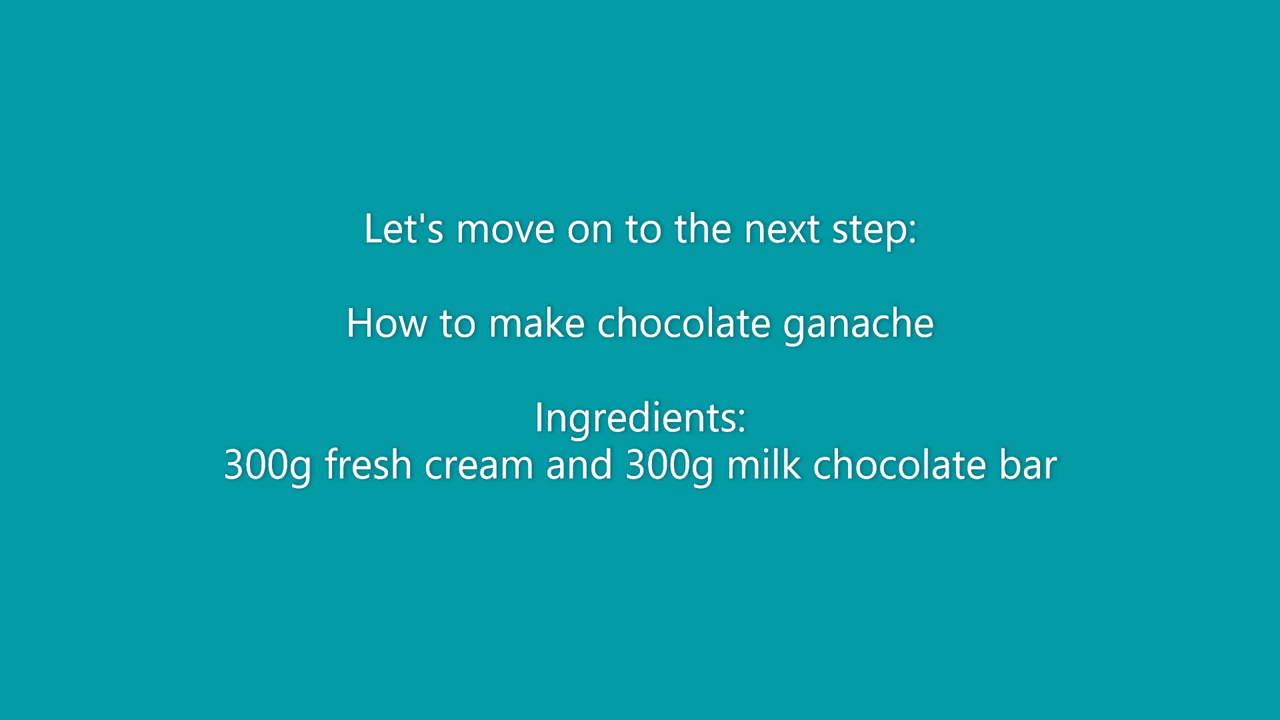 Let's move on to the next step:
How to make chocolate ganache
Ingredients:
300g fresh cream and 300g milk chocolate bar